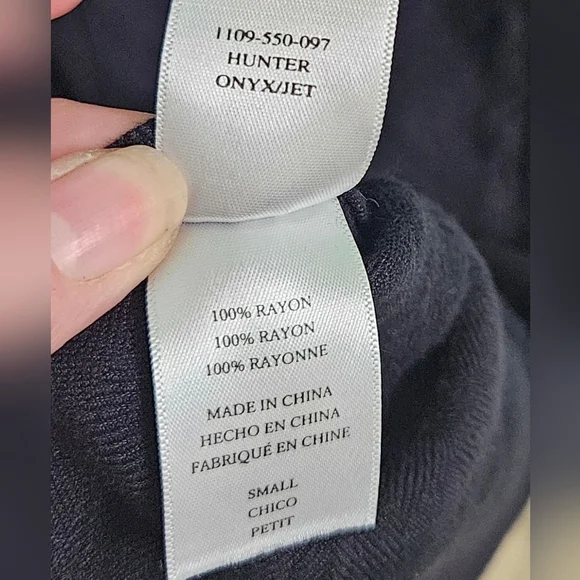 1109-550-097
HUNTER
ONYX/JET
100% RAYON
100% RAYON
100% RAYONNE
MADE IN CHINA
HECHO EN CHINA
FABRIQUÉ EN CHINE
SMALL
CHICO
PETIT